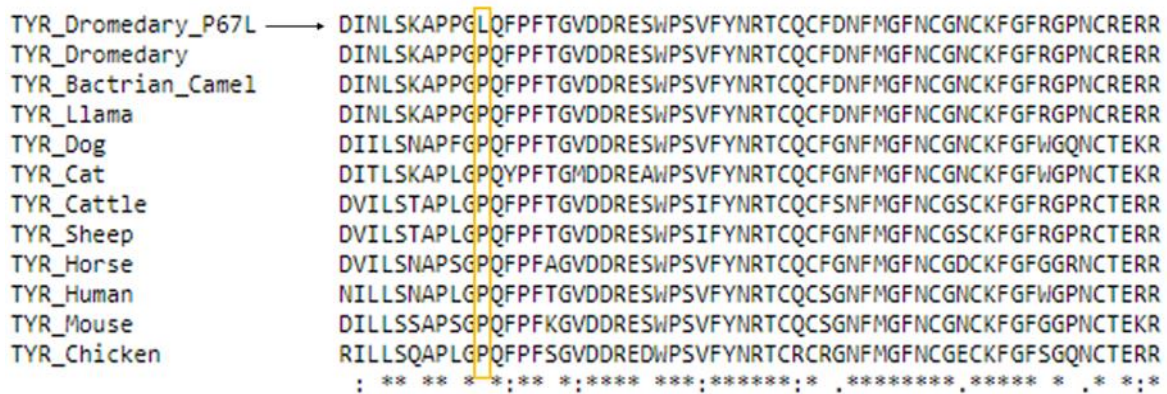 TYR_Dromedary_P67L ⟶ DINLSKAPPGLQFPFTGVDDRESWPSVFYNRTCQCFDNFMGFNCGNCKFGFRGPNCRERR
TYR_Dromedary DINLSKAPPGPQFPFTGVDDRESWPSVFYNRTCQCFDNFMGFNCGNCKFGFRGPNCRERR
TYR_Bactrian_Camel DINLSKAPPGPQFPFTGVDDRESWPSVFYNRTCQCFDNFMGFNCGNCKFGFRGPNCRERR
TYR_Llama DINLSKAPPGPQFPFTGVDDRESWPSVFYNRTCQCFDNFMGFNCGNCKFGFRGPNCRERR
TYR_Dog DIILSNAPFGPQFPFTGVDDRESWPSVFYNRTCQCFGNFMGFNCGNCKFGFWGQNCTEKR
TYR_Cat DITLSKAPLGPQYPFTGMDDREAWPSVFYNRTCQCFGNFMGFNCGNCKFGFWGPNCTEKR
TYR_Cattle DVILSTAPLGPQFPFTGVDDRESWPSIFYNRTCQCFSNFMGFNCGSCKFGFRGPRCTERR
TYR_Sheep DVILSTAPLGPQFPFTGVDDRESWPSIFYNRTCQCFSNFMGFNCGSCKFGFRGPRCTERR
TYR_Horse DVILSNAPSGPQFPFAGVDDRESWPSVFYNRTCQCFGNFMGFNCGDCKFGFGGRNCTERR
TYR_Human NILLSNAPLGPQFPFTGVDDRESWPSVFYNRTCQCSGNFMGFNCGNCKFGFWGPNCTERR
TYR_Mouse DILLSSAPSGPQFPFKGVDDRESWPSVFYNRTCQCSGNFMGFNCGNCKFGFGGPNCTEKR
TYR_Chicken RILLSQAPLGPQFPFSGVDDREDWPSVFYNRTCRCRGNFMGFNCGECKFGFSGQNCTERR
: ** ** * *:** *:**** ***:******:* .********.***** * .* *:*